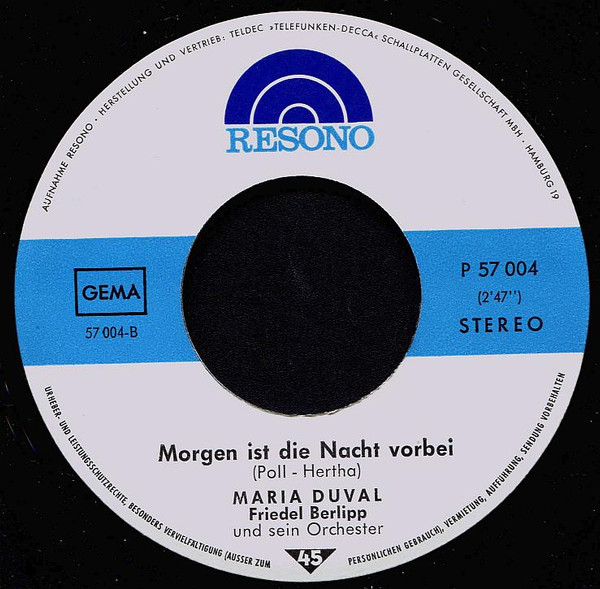 AUFNAHME RESONO · HERSTELLUNG UND VERTRIEB: TELDEC »TELEFUNKEN-DECCA« SCHALLPLATTEN GESELLSCHAFT MBH · HAMBURG 19
RESONO
GEMA
57 004-B
P 57 004
(2'47'')
STEREO
Morgen ist die Nacht vorbei
(Poll - Hertha)
MARIA DUVAL
Friedel Berlipp
und sein Orchester
URHEBER- UND LEISTUNGSSCHUTZRECHTE, BESONDERS VERVIELFÄLTIGUNG (AUSSER ZUM PERSÖNLICHEN GEBRAUCH), VERMIETUNG, AUFFÜHRUNG, SENDUNG VORBEHALTEN
45